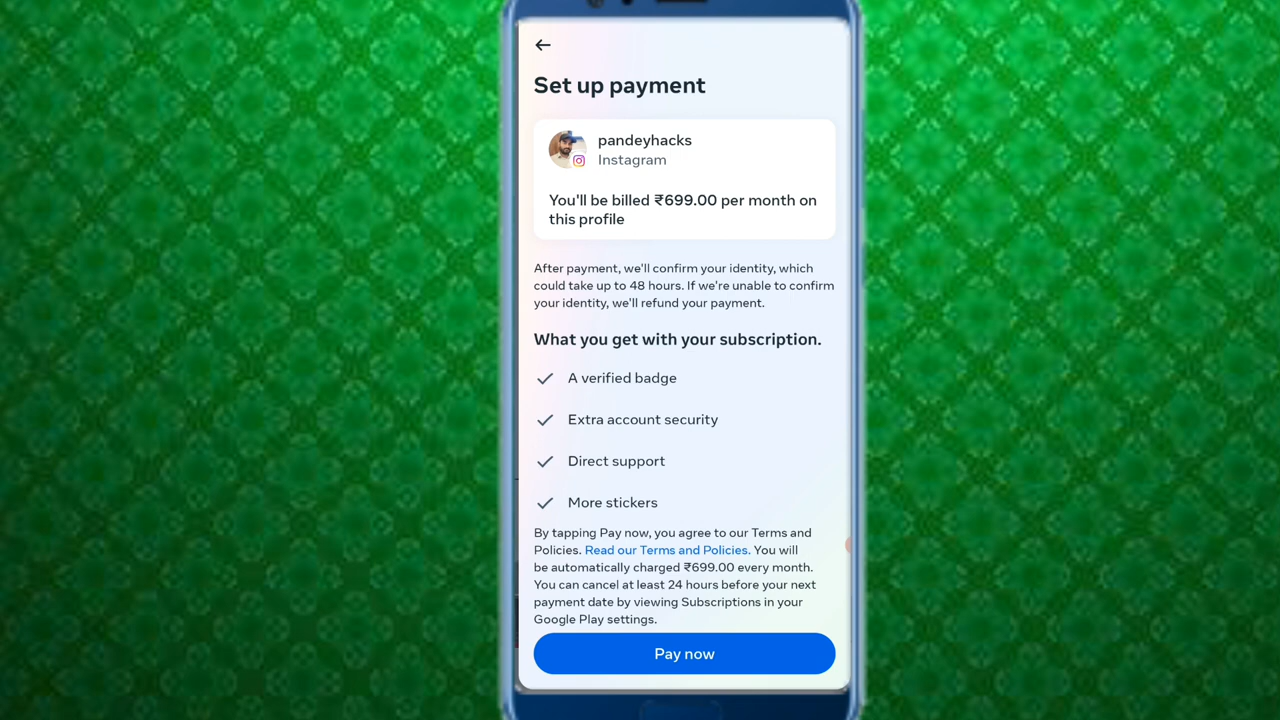 Set up payment
pandeyhacks
Instagram
You'll be billed ₹699.00 per month on
this profile
After payment, we'll confirm your identity, which
could take up to 48 hours. If we're unable to confirm
your identity, we'll refund your payment.
What you get with your subscription.
A verified badge
Extra account security
Direct support
More stickers
By tapping Pay now, you agree to our Terms and
Policies. Read our Terms and Policies. You will
be automatically charged ₹699.00 every month.
You can cancel at least 24 hours before your next
payment date by viewing Subscriptions in your
Google Play settings.
Pay now